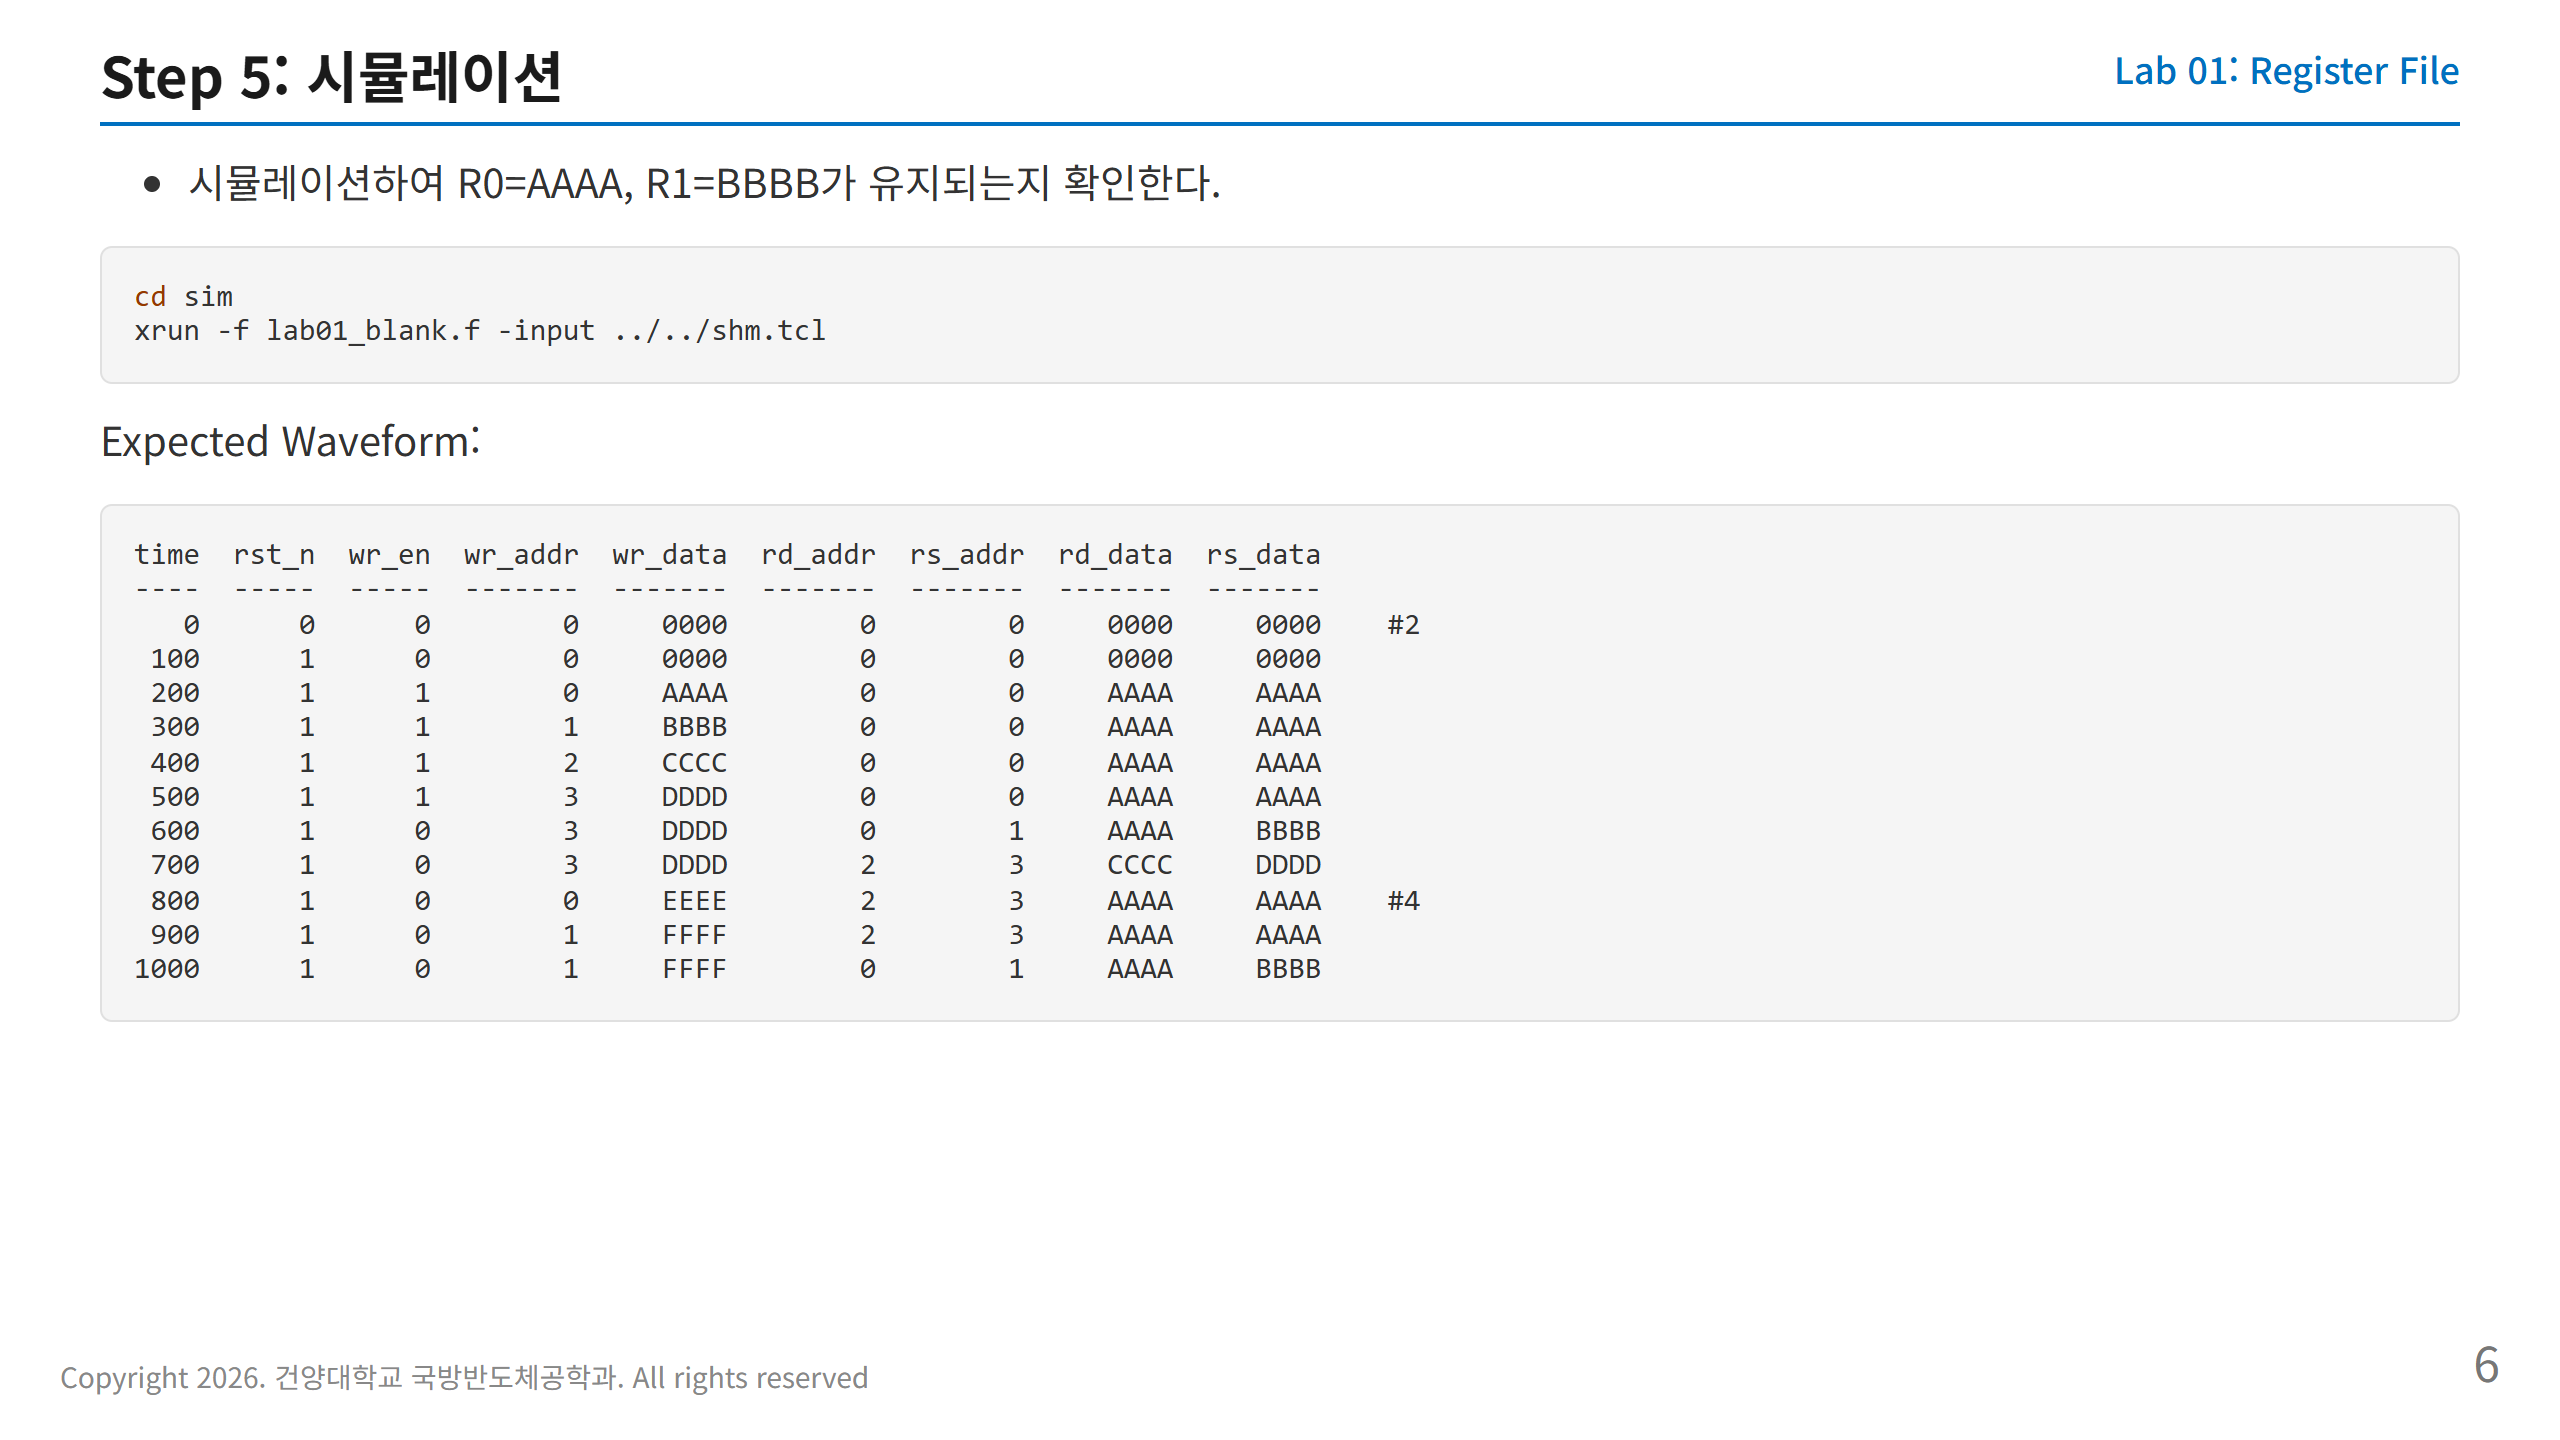 Step 5: 시뮬레이션
Lab 01: Register File
• 시뮬레이션하여 R0=AAAA, R1=BBBB가 유지되는지 확인한다.
cd sim
xrun -f lab01_blank.f -input ../../shm.tcl
Expected Waveform:
time  rst_n  wr_en  wr_addr  wr_data  rd_addr  rs_addr  rd_data  rs_data
----  -----  -----  -------  -------  -------  -------  -------  -------
   0      0      0        0     0000        0        0     0000     0000    #2
 100      1      0        0     0000        0        0     0000     0000
 200      1      1        0     AAAA        0        0     AAAA     AAAA
 300      1      1        1     BBBB        0        0     AAAA     AAAA
 400      1      1        2     CCCC        0        0     AAAA     AAAA
 500      1      1        3     DDDD        0        0     AAAA     AAAA
 600      1      0        3     DDDD        0        1     AAAA     BBBB
 700      1      0        3     DDDD        2        3     CCCC     DDDD
 800      1      0        0     EEEE        2        3     AAAA     AAAA    #4
 900      1      0        1     FFFF        2        3     AAAA     AAAA
1000      1      0        1     FFFF        0        1     AAAA     BBBB
Copyright 2026. 건양대학교 국방반도체공학과. All rights reserved
6